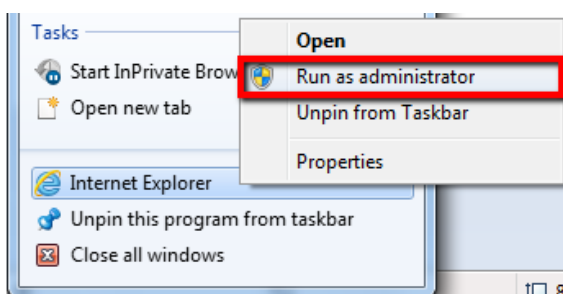 Tasks
Start InPrivate Brow
Open new tab
Internet Explorer
Unpin this program from taskbar
Close all windows
Open
Run as administrator
Unpin from Taskbar
Properties